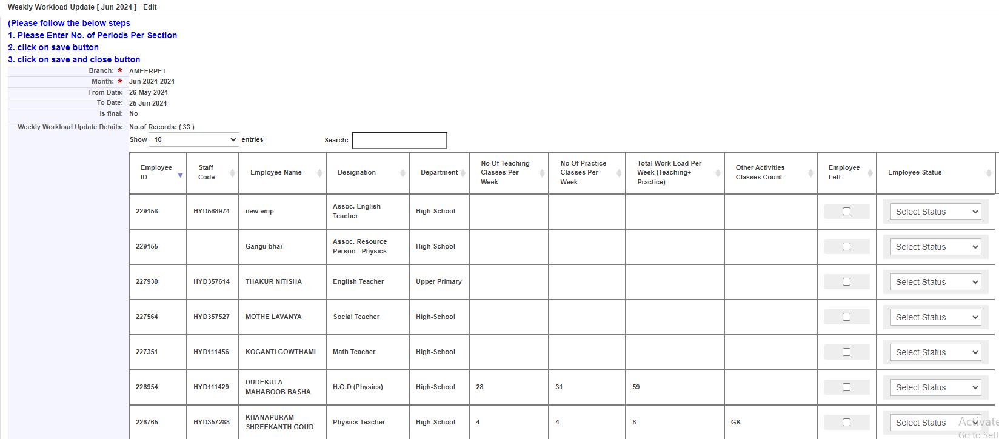 Weekly Workload Update [ Jun 2024 ] - Edit
(Please follow the below steps
1. Please Enter No. of Periods Per Section
2. click on save button
3. click on save and close button
Branch: * AMEERPET
Month: * Jun 2024-2024
From Date: 26 May 2024
To Date: 25 Jun 2024
Is final: No
Weekly Workload Update Details: No.of Records: ( 33 )
Show 10 entries Search:
Employee ID Staff Code Employee Name Designation Department No Of Teaching Classes Per Week No Of Practice Classes Per Week Total Work Load Per Week (Teaching+ Practice) Other Activities Classes Count Employee Left Employee Status
229158 HYD568974 new emp Assoc. English Teacher High-School Select Status
229155 Gangu bhai Assoc. Resource Person - Physics High-School Select Status
227930 HYD357614 THAKUR NITISHA English Teacher Upper Primary Select Status
227564 HYD357527 MOTHE LAVANYA Social Teacher High-School Select Status
227351 HYD111456 KOGANTI GOWTHAMI Math Teacher High-School Select Status
226954 HYD111429 DUDEKULA MAHABOOB BASHA H.O.D (Physics) High-School 28 31 59 Select Status
226765 HYD357288 KHANAPURAM SHREEKANTH GOUD Physics Teacher High-School 4 4 8 GK Select Status
Activate
Go to Sett